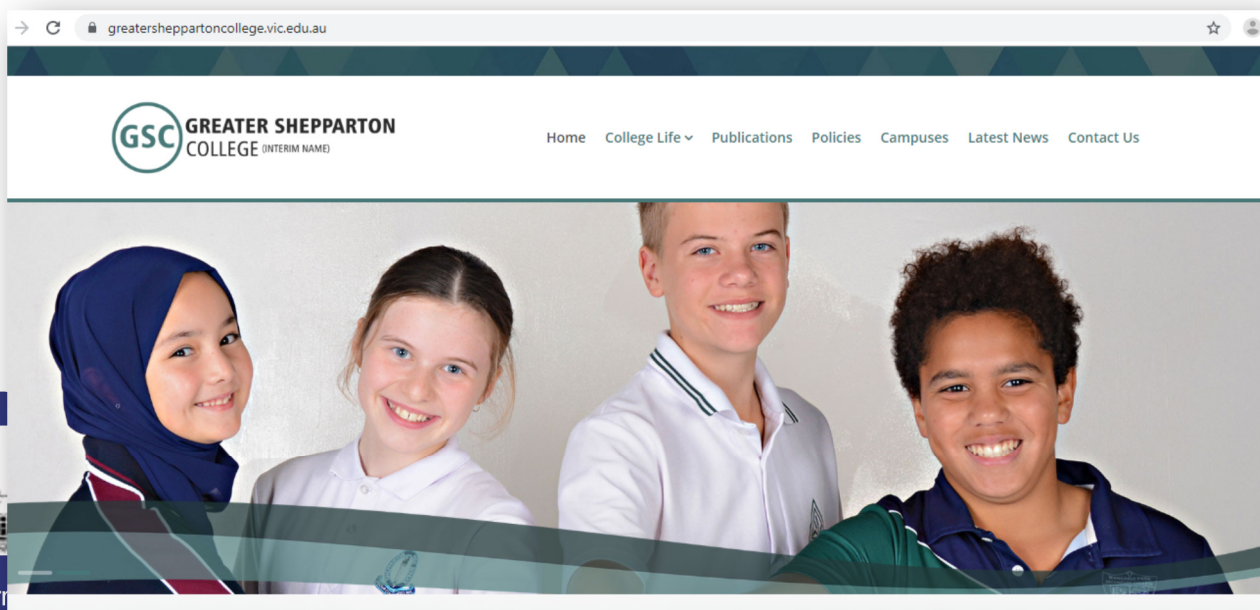 greatersheppartoncollege.vic.edu.au
GSC GREATER SHEPPARTON
COLLEGE (INTERIM NAME)
Home College Life Publications Policies Campuses Latest News Contact Us